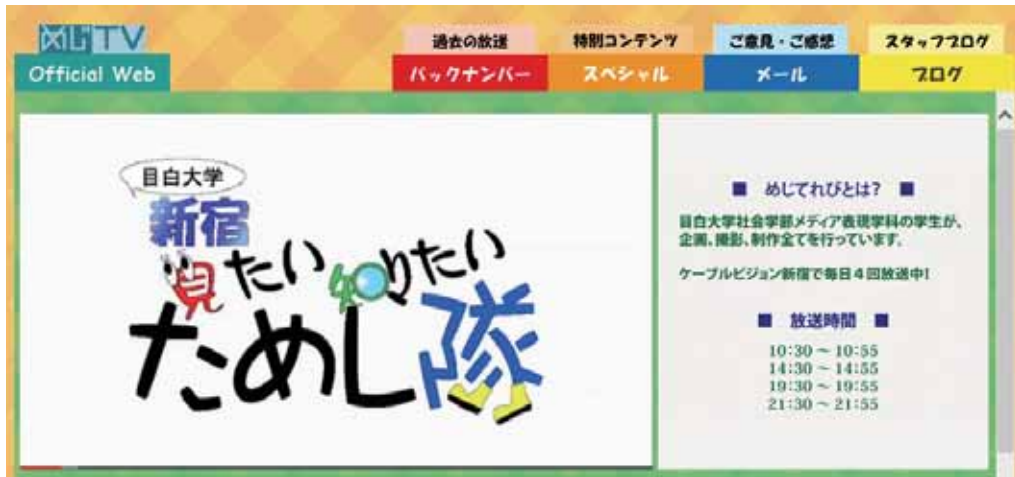 めじTV
Official Web
過去の放送
バックナンバー
特別コンテンツ
スペシャル
ご意見・ご感想
メール
スタッフブログ
ブログ
目白大学
新宿
見たい知りたい
ためし隊
■ めじてれびとは? ■
目白大学社会学部メディア表現学科の学生が、
企画、撮影、制作全てを行っています。
ケーブルビジョン新宿で毎日4回放送中!
■ 放送時間 ■
10:30 ~ 10:55
14:30 ~ 14:55
19:30 ~ 19:55
21:30 ~ 21:55